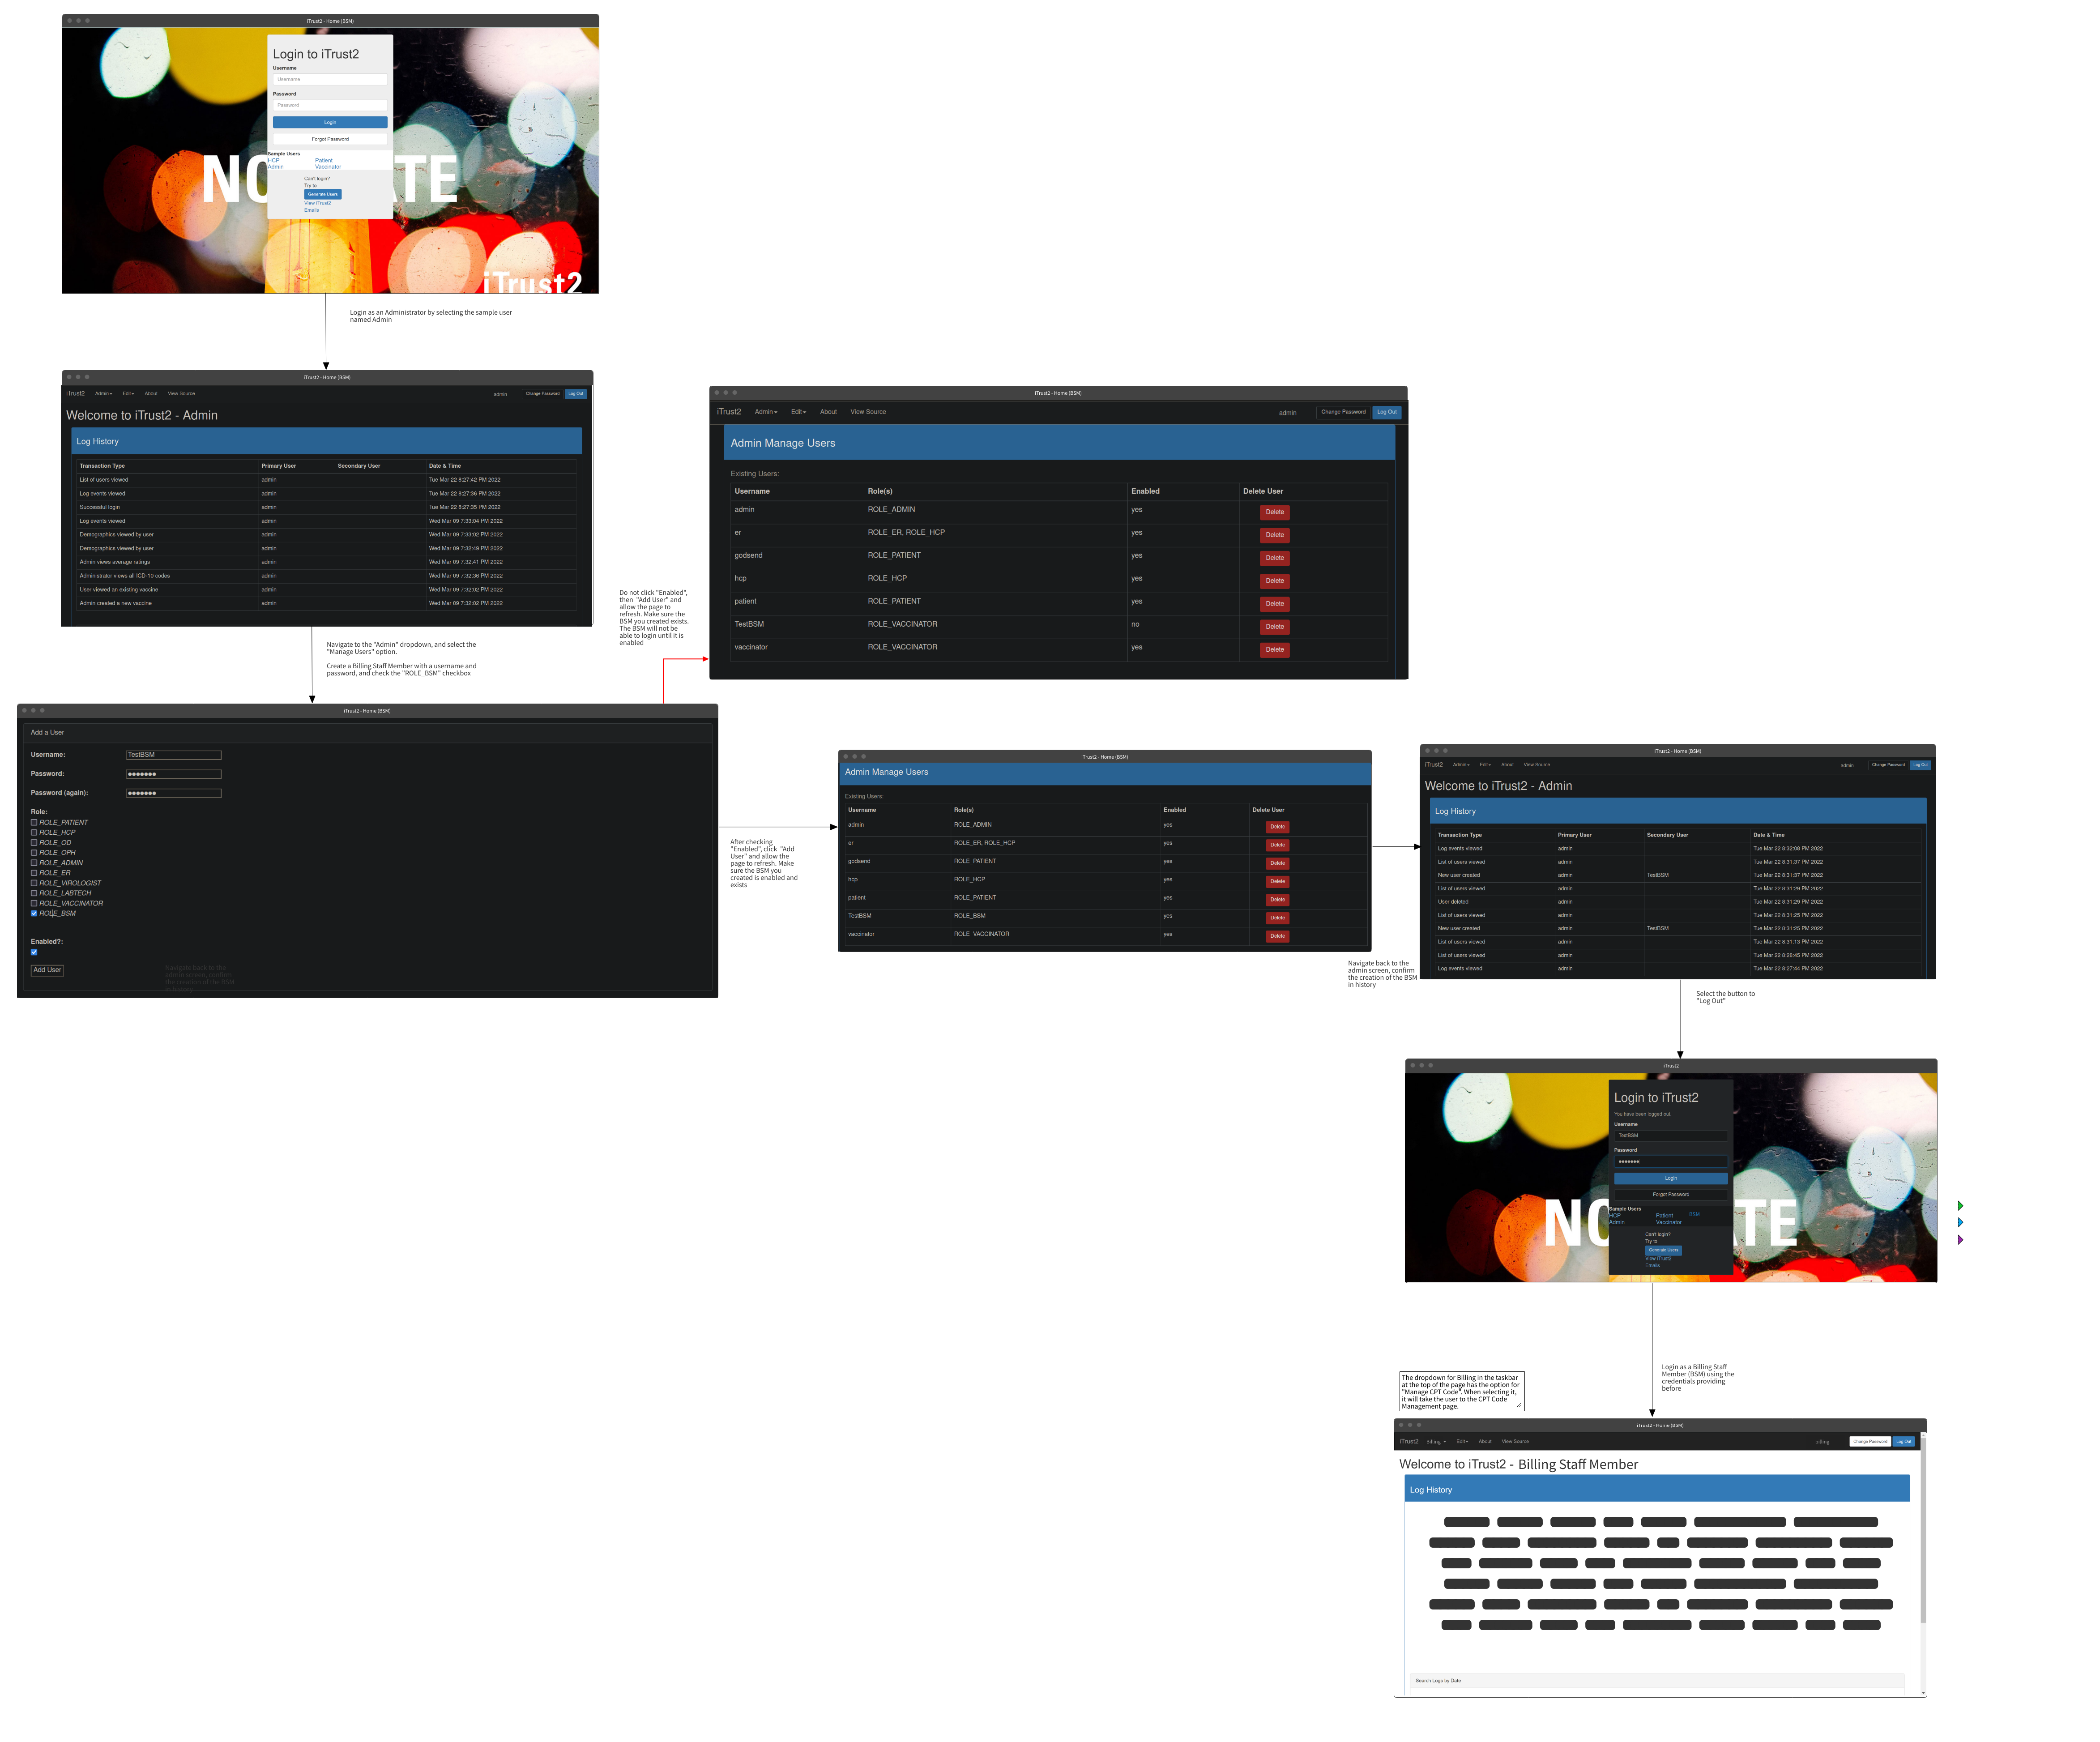 iTrust2 - Home (BSM)
Login to iTrust2
Username
Username
Password
Password
Login
Forgot Password
Sample Users
HCP Patient
Admin Vaccinator
Can't login?
Try to
Generate Users
View iTrust2
Emails
iTrust2
Login as an Administrator by selecting the sample user
named Admin
iTrust2 - Home (BSM)
iTrust2 Admin Edit About View Source admin Change Password Log Out
Welcome to iTrust2 - Admin
Log History
Transaction Type Primary User Secondary User Date & Time
List of users viewed admin Tue Mar 22 8:27:42 PM 2022
Log events viewed admin Tue Mar 22 8:27:36 PM 2022
Successful login admin Tue Mar 22 8:27:35 PM 2022
Log events viewed admin Wed Mar 09 7:33:04 PM 2022
Demographics viewed by user admin Wed Mar 09 7:33:02 PM 2022
Demographics viewed by user admin Wed Mar 09 7:32:49 PM 2022
Admin views average ratings admin Wed Mar 09 7:32:41 PM 2022
Administrator views all ICD-10 codes admin Wed Mar 09 7:32:36 PM 2022
User viewed an existing vaccine admin Wed Mar 09 7:32:02 PM 2022
Admin created a new vaccine admin Wed Mar 09 7:32:02 PM 2022
Navigate to the "Admin" dropdown, and select the
"Manage Users" option.
Create a Billing Staff Member with a username and
password, and check the "ROLE_BSM" checkbox
Do not click "Enabled",
then "Add User" and
allow the page to
refresh. Make sure the
BSM you created exists.
The BSM will not be
able to login until it is
enabled
iTrust2 - Home (BSM)
iTrust2 Admin Edit About View Source admin Change Password Log Out
Admin Manage Users
Existing Users:
Username Role(s) Enabled Delete User
admin ROLE_ADMIN yes Delete
er ROLE_ER, ROLE_HCP yes Delete
godsend ROLE_PATIENT yes Delete
hcp ROLE_HCP yes Delete
patient ROLE_PATIENT yes Delete
TestBSM ROLE_VACCINATOR no Delete
vaccinator ROLE_VACCINATOR yes Delete
iTrust2 - Home (BSM)
Add a User
Username: TestBSM
Password:
Password (again):
Role:
ROLE_PATIENT
ROLE_HCP
ROLE_OD
ROLE_OPH
ROLE_ADMIN
ROLE_ER
ROLE_VIROLOGIST
ROLE_LABTECH
ROLE_VACCINATOR
ROLE_BSM
Enabled?:
Add User
Navigate back to the
admin screen, confirm
the creation of the BSM
in history
After checking
"Enabled", click "Add
User" and allow the
page to refresh. Make
sure the BSM you
created is enabled and
exists
iTrust2 - Home (BSM)
Admin Manage Users
Existing Users:
Username Role(s) Enabled Delete User
admin ROLE_ADMIN yes Delete
er ROLE_ER, ROLE_HCP yes Delete
godsend ROLE_PATIENT yes Delete
hcp ROLE_HCP yes Delete
patient ROLE_PATIENT yes Delete
TestBSM ROLE_BSM yes Delete
vaccinator ROLE_VACCINATOR yes Delete
Navigate back to the
admin screen, confirm
the creation of the BSM
in history
iTrust2 - Home (BSM)
iTrust2 Admin Edit About View Source admin Change Password Log Out
Welcome to iTrust2 - Admin
Log History
Transaction Type Primary User Secondary User Date & Time
Log events viewed admin Tue Mar 22 8:32:08 PM 2022
List of users viewed admin Tue Mar 22 8:31:37 PM 2022
New user created admin TestBSM Tue Mar 22 8:31:37 PM 2022
List of users viewed admin Tue Mar 22 8:31:29 PM 2022
User deleted admin Tue Mar 22 8:31:29 PM 2022
List of users viewed admin Tue Mar 22 8:31:25 PM 2022
New user created admin TestBSM Tue Mar 22 8:31:25 PM 2022
List of users viewed admin Tue Mar 22 8:31:13 PM 2022
List of users viewed admin Tue Mar 22 8:28:45 PM 2022
Log events viewed admin Tue Mar 22 8:27:44 PM 2022
Select the button to
"Log Out"
iTrust2
Login to iTrust2
You have been logged out.
Username
TestBSM
Password
Login
Forgot Password
Sample Users
HCP Patient BSM
Admin Vaccinator
Can't login?
Try to
Generate Users
View iTrust2
Emails
Login as a Billing Staff
Member (BSM) using the
credentials providing
before
The dropdown for Billing in the taskbar
at the top of the page has the option for
"Manage CPT Code". When selecting it,
it will take the user to the CPT Code
Management page.
iTrust2 - Home (BSM)
iTrust2 Billing Edit About View Source billing Change Password Log Out
Welcome to iTrust2 - Billing Staff Member
Log History
Search Logs by Date